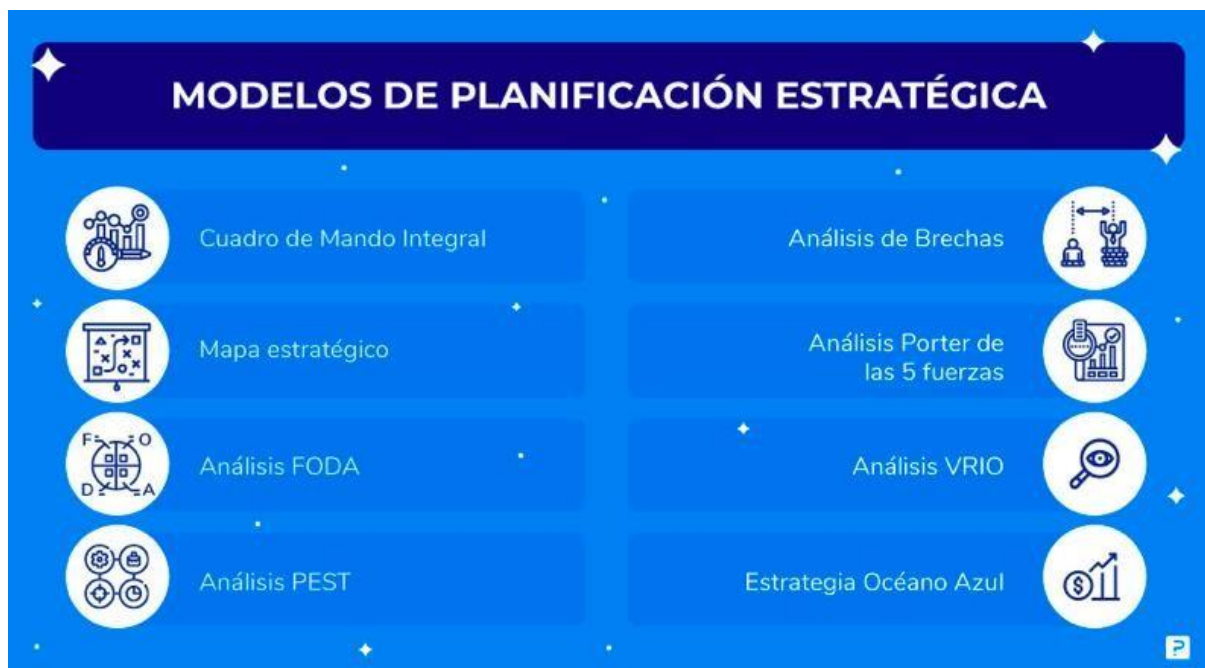 MODELOS DE PLANIFICACIÓN ESTRATÉGICA
Cuadro de Mando Integral
Mapa estratégico
F O
D A
Análisis FODA
Análisis PEST
Análisis de Brechas
Análisis Porter de
las 5 fuerzas
Análisis VRIO
Estrategia Océano Azul
$
?